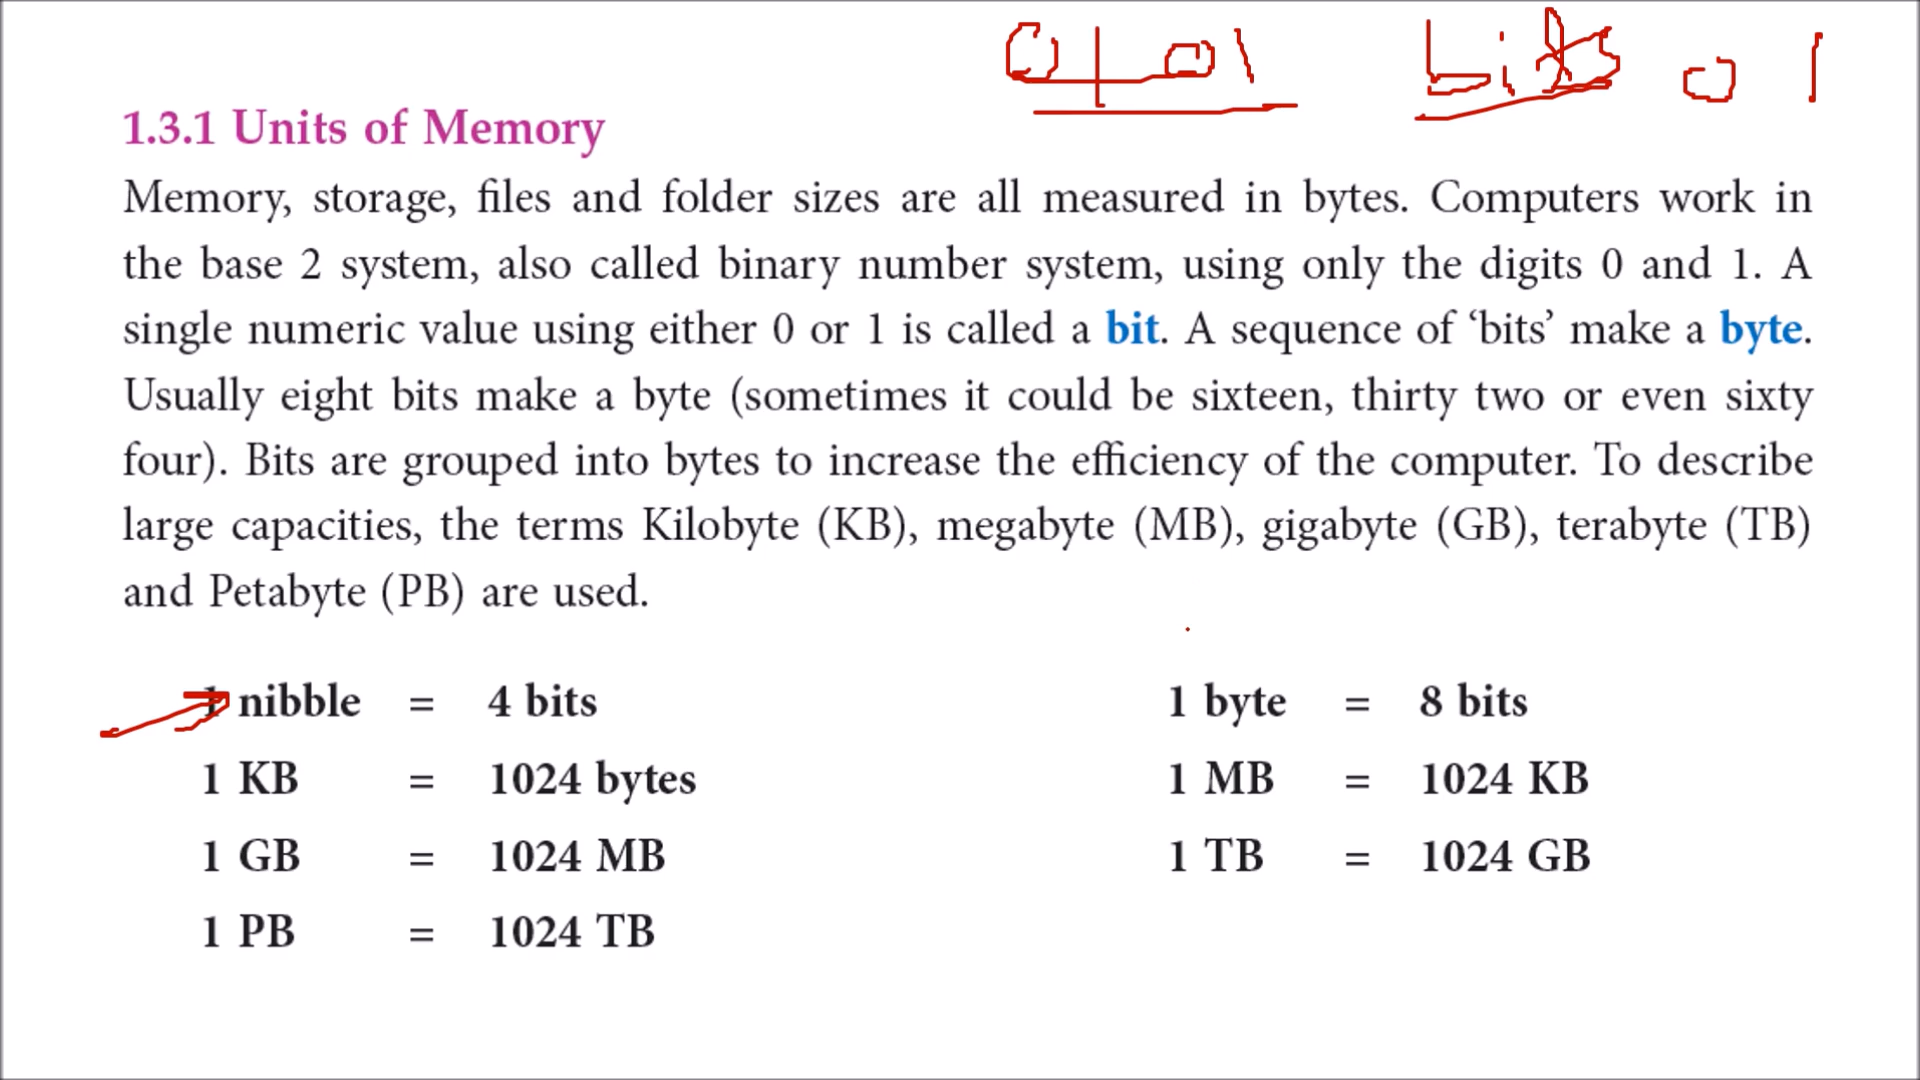 0101 bits 0 1
1.3.1 Units of Memory
Memory, storage, files and folder sizes are all measured in bytes. Computers work in
the base 2 system, also called binary number system, using only the digits 0 and 1. A
single numeric value using either 0 or 1 is called a bit. A sequence of ‘bits’ make a byte.
Usually eight bits make a byte (sometimes it could be sixteen, thirty two or even sixty
four). Bits are grouped into bytes to increase the efficiency of the computer. To describe
large capacities, the terms Kilobyte (KB), megabyte (MB), gigabyte (GB), terabyte (TB)
and Petabyte (PB) are used.
1 nibble = 4 bits 1 byte = 8 bits
1 KB = 1024 bytes 1 MB = 1024 KB
1 GB = 1024 MB 1 TB = 1024 GB
1 PB = 1024 TB